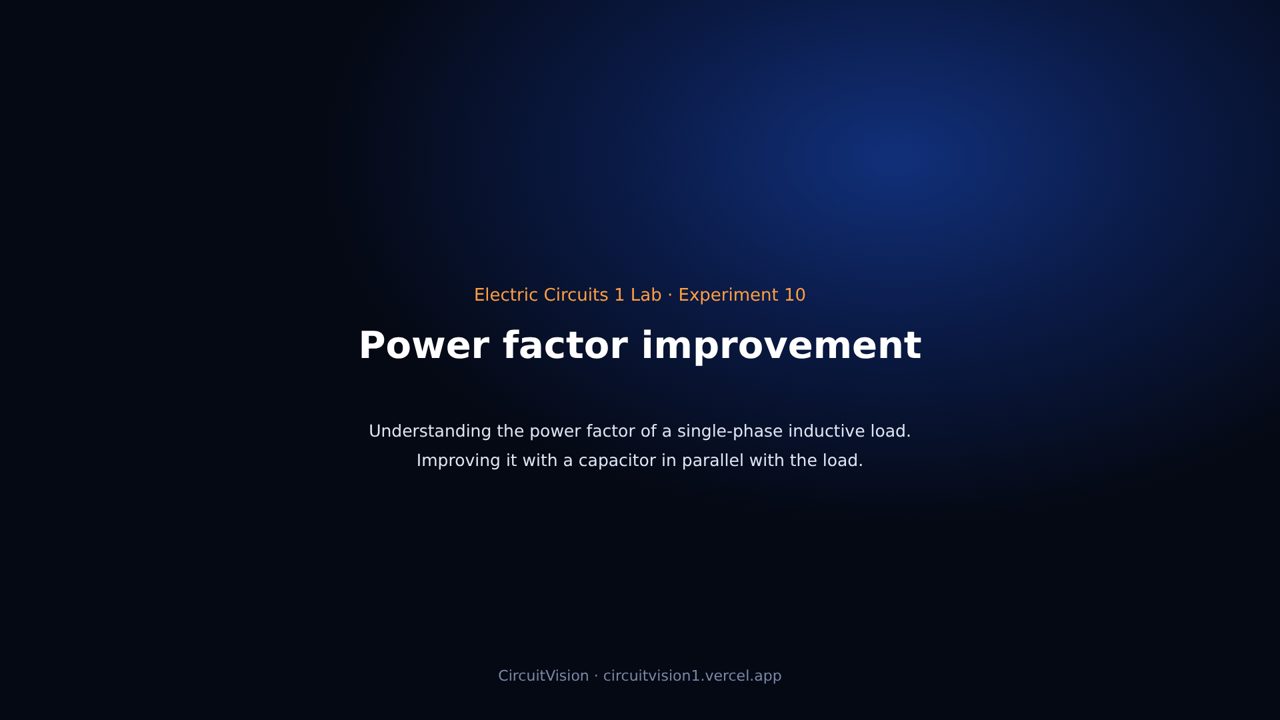 Electric Circuits 1 Lab · Experiment 10
Power factor improvement
Understanding the power factor of a single-phase inductive load.
Improving it with a capacitor in parallel with the load.
CircuitVision · circuitvision1.vercel.app